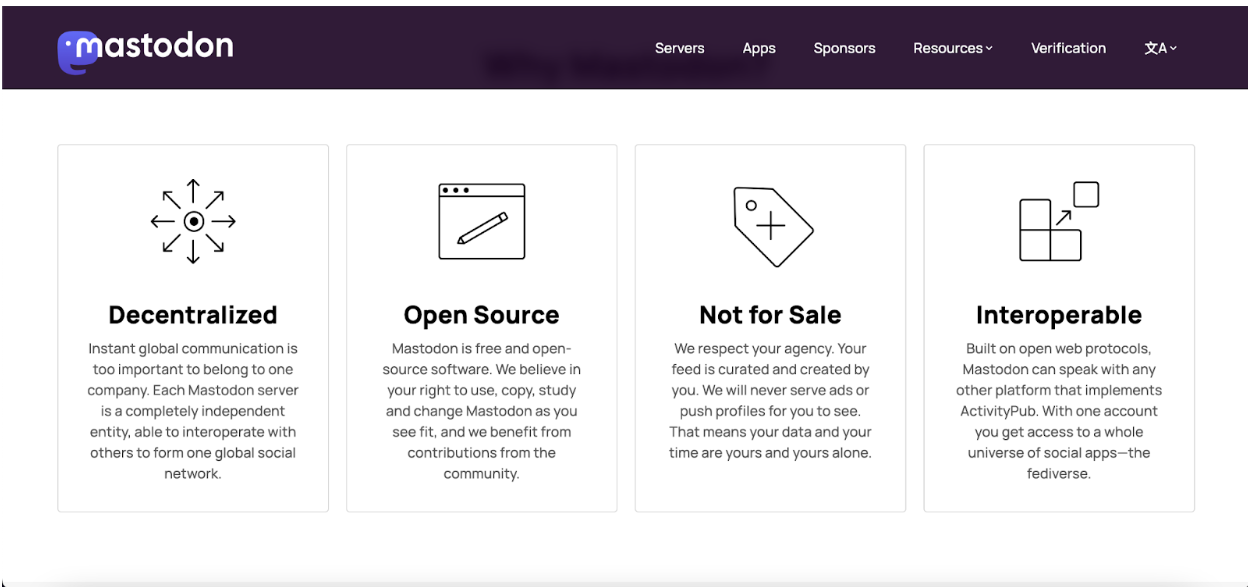 mastodon
Servers Apps Sponsors Resources Verification 文A
Why Mastodon?
Decentralized
Instant global communication is
too important to belong to one
company. Each Mastodon server
is a completely independent
entity, able to interoperate with
others to form one global social
network.
Open Source
Mastodon is free and open-
source software. We believe in
your right to use, copy, study
and change Mastodon as you
see fit, and we benefit from
contributions from the
community.
Not for Sale
We respect your agency. Your
feed is curated and created by
you. We will never serve ads or
push profiles for you to see.
That means your data and your
time are yours and yours alone.
Interoperable
Built on open web protocols,
Mastodon can speak with any
other platform that implements
ActivityPub. With one account
you get access to a whole
universe of social apps—the
fediverse.